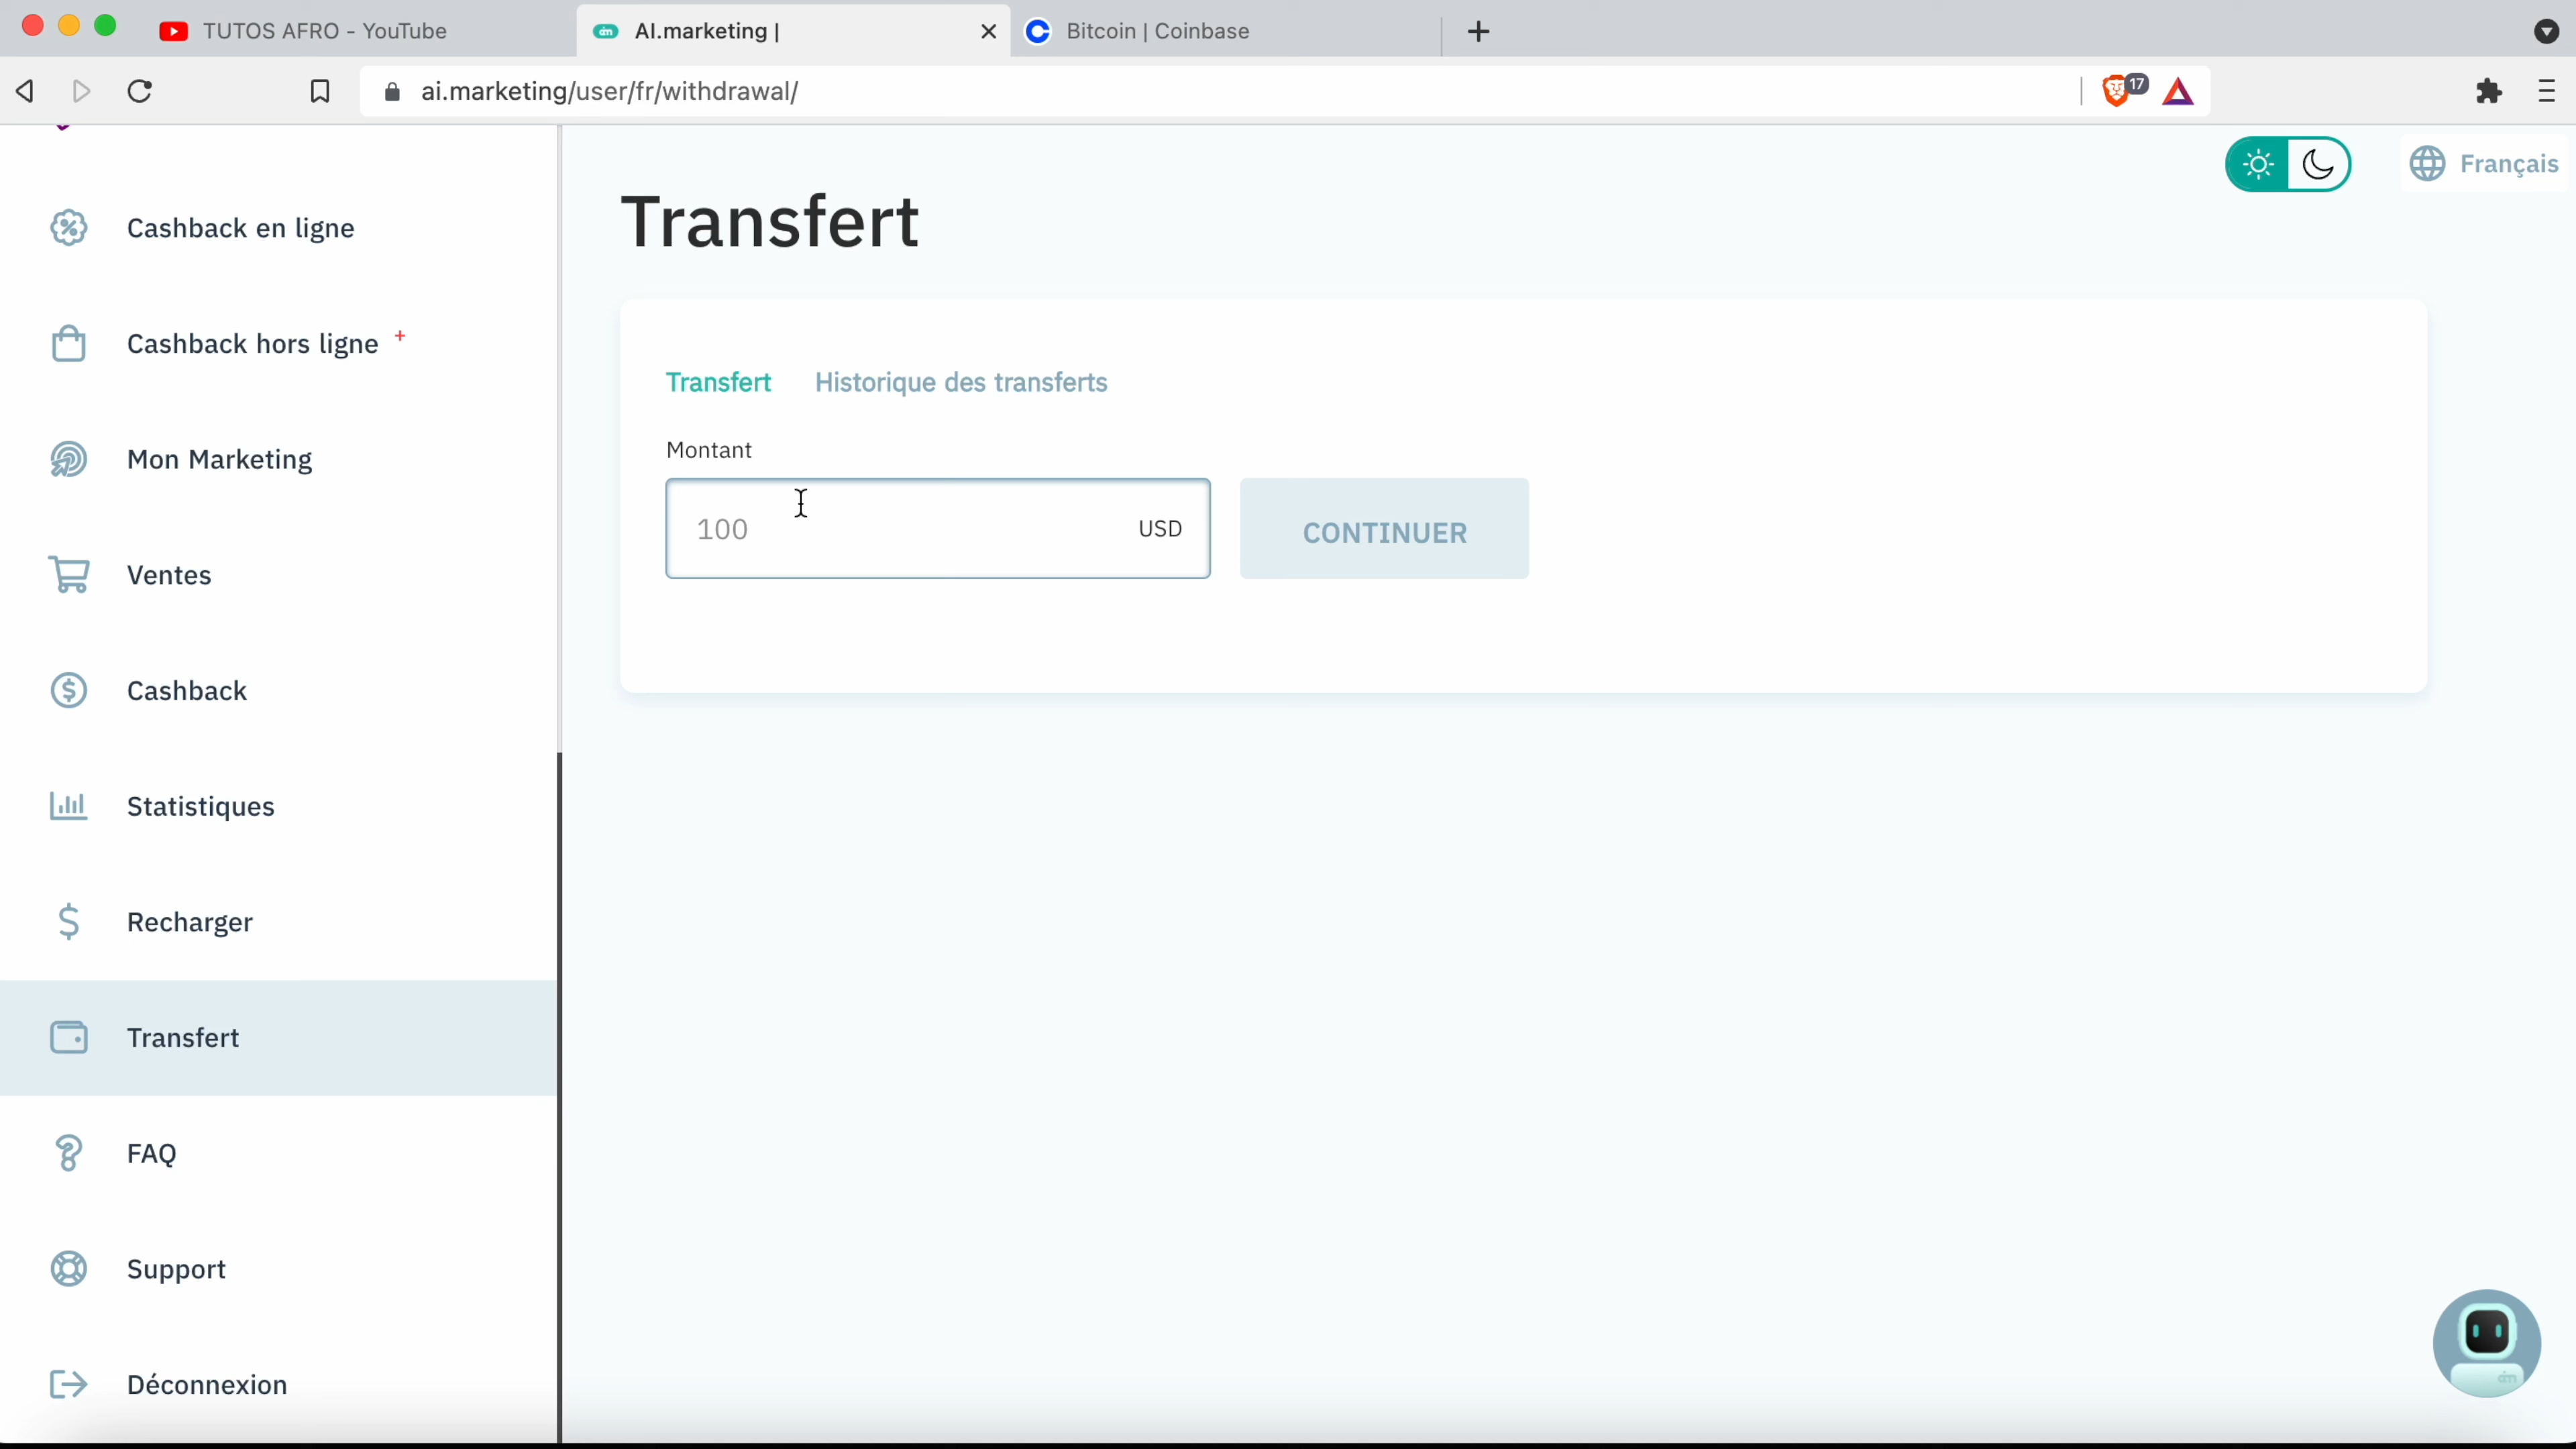 TUTOS AFRO - YouTube
AI.marketing |
Bitcoin | Coinbase
ai.marketing/user/fr/withdrawal/
17
Français
Cashback en ligne
Cashback hors ligne +
Mon Marketing
Ventes
Cashback
Statistiques
Recharger
Transfert
FAQ
Support
Déconnexion
Transfert
Transfert
Historique des transferts
Montant
100
USD
CONTINUER